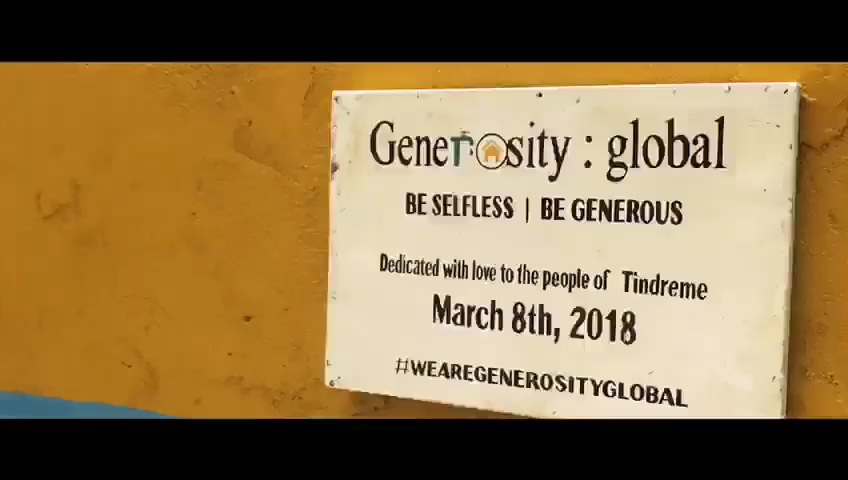 Generosity : global
BE SELFLESS | BE GENEROUS
Dedicated with love to the people of Tindreme
March 8th, 2018
#WEAREGENEROSITYGLOBAL